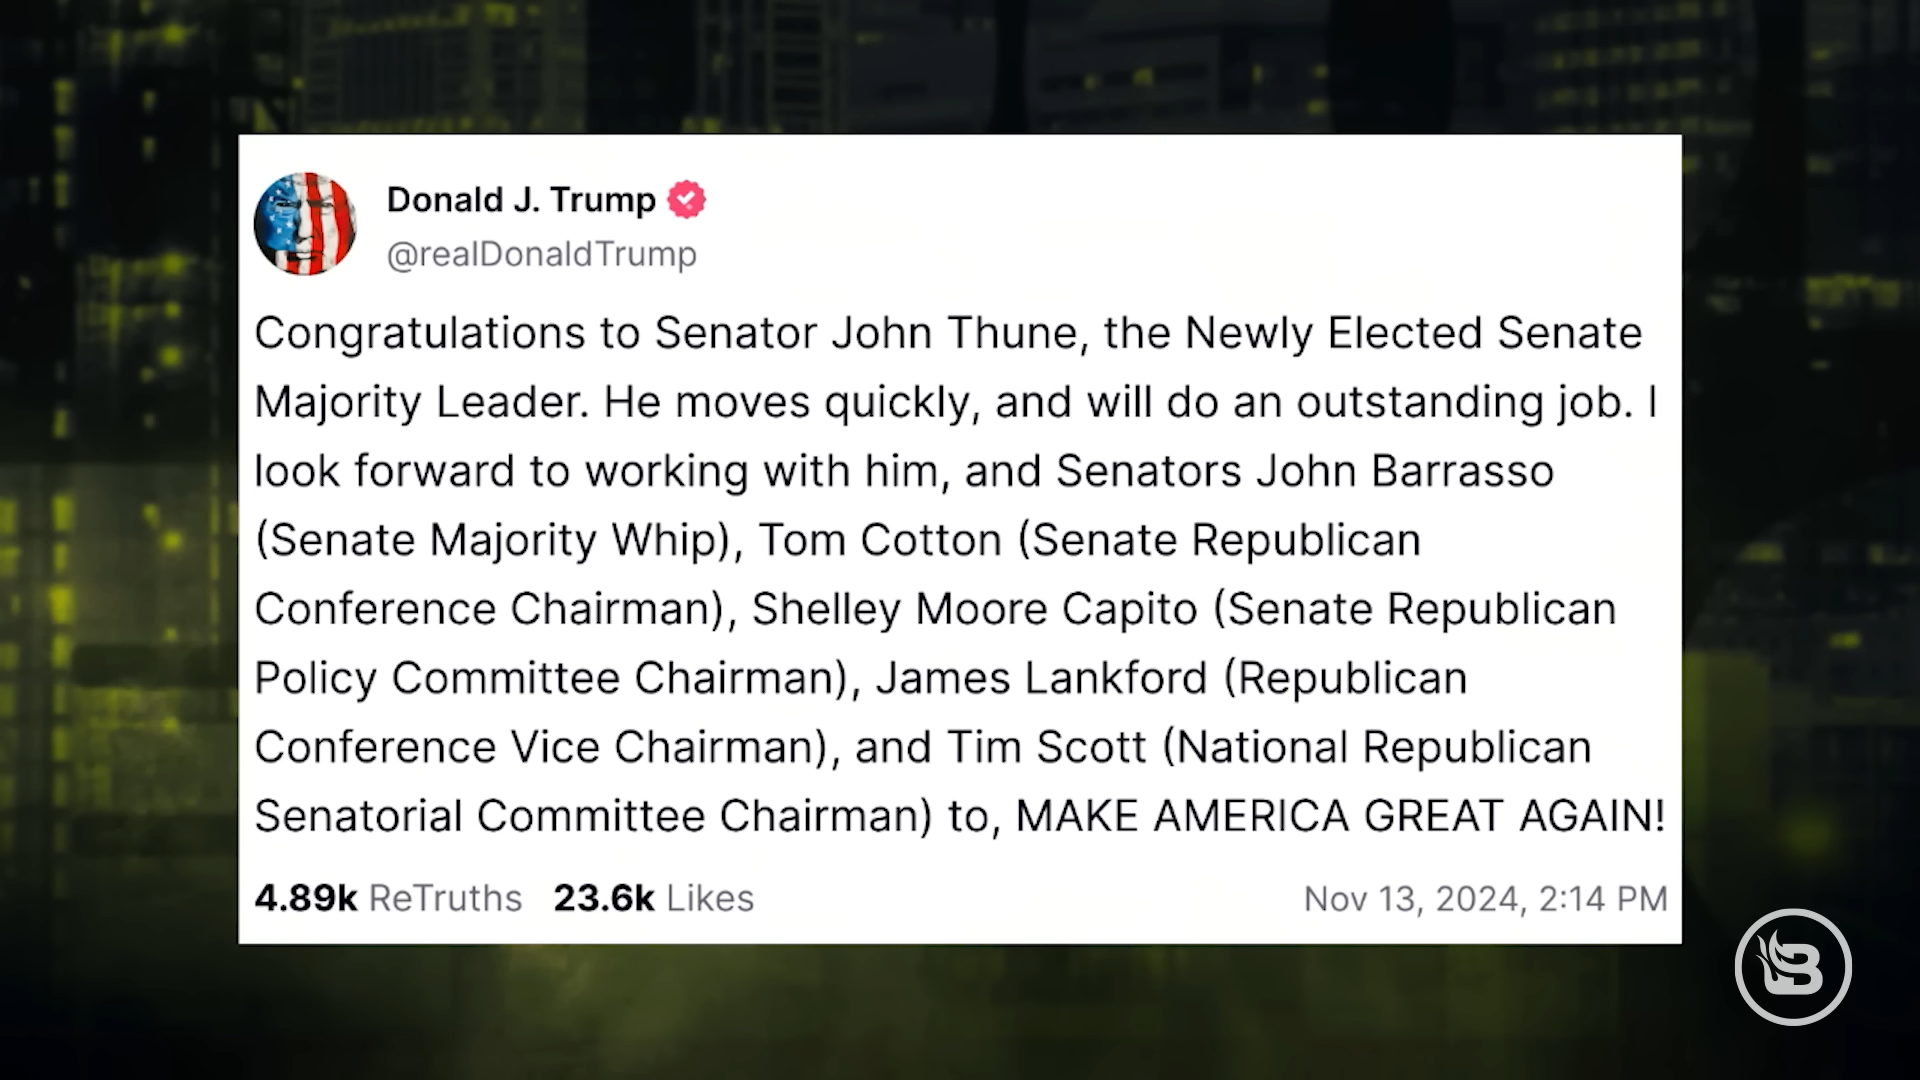 Donald J. Trump
@realDonaldTrump
Congratulations to Senator John Thune, the Newly Elected Senate
Majority Leader. He moves quickly, and will do an outstanding job. I
look forward to working with him, and Senators John Barrasso
(Senate Majority Whip), Tom Cotton (Senate Republican
Conference Chairman), Shelley Moore Capito (Senate Republican
Policy Committee Chairman), James Lankford (Republican
Conference Vice Chairman), and Tim Scott (National Republican
Senatorial Committee Chairman) to, MAKE AMERICA GREAT AGAIN!
4.89k ReTruths 23.6k Likes Nov 13, 2024, 2:14 PM
B